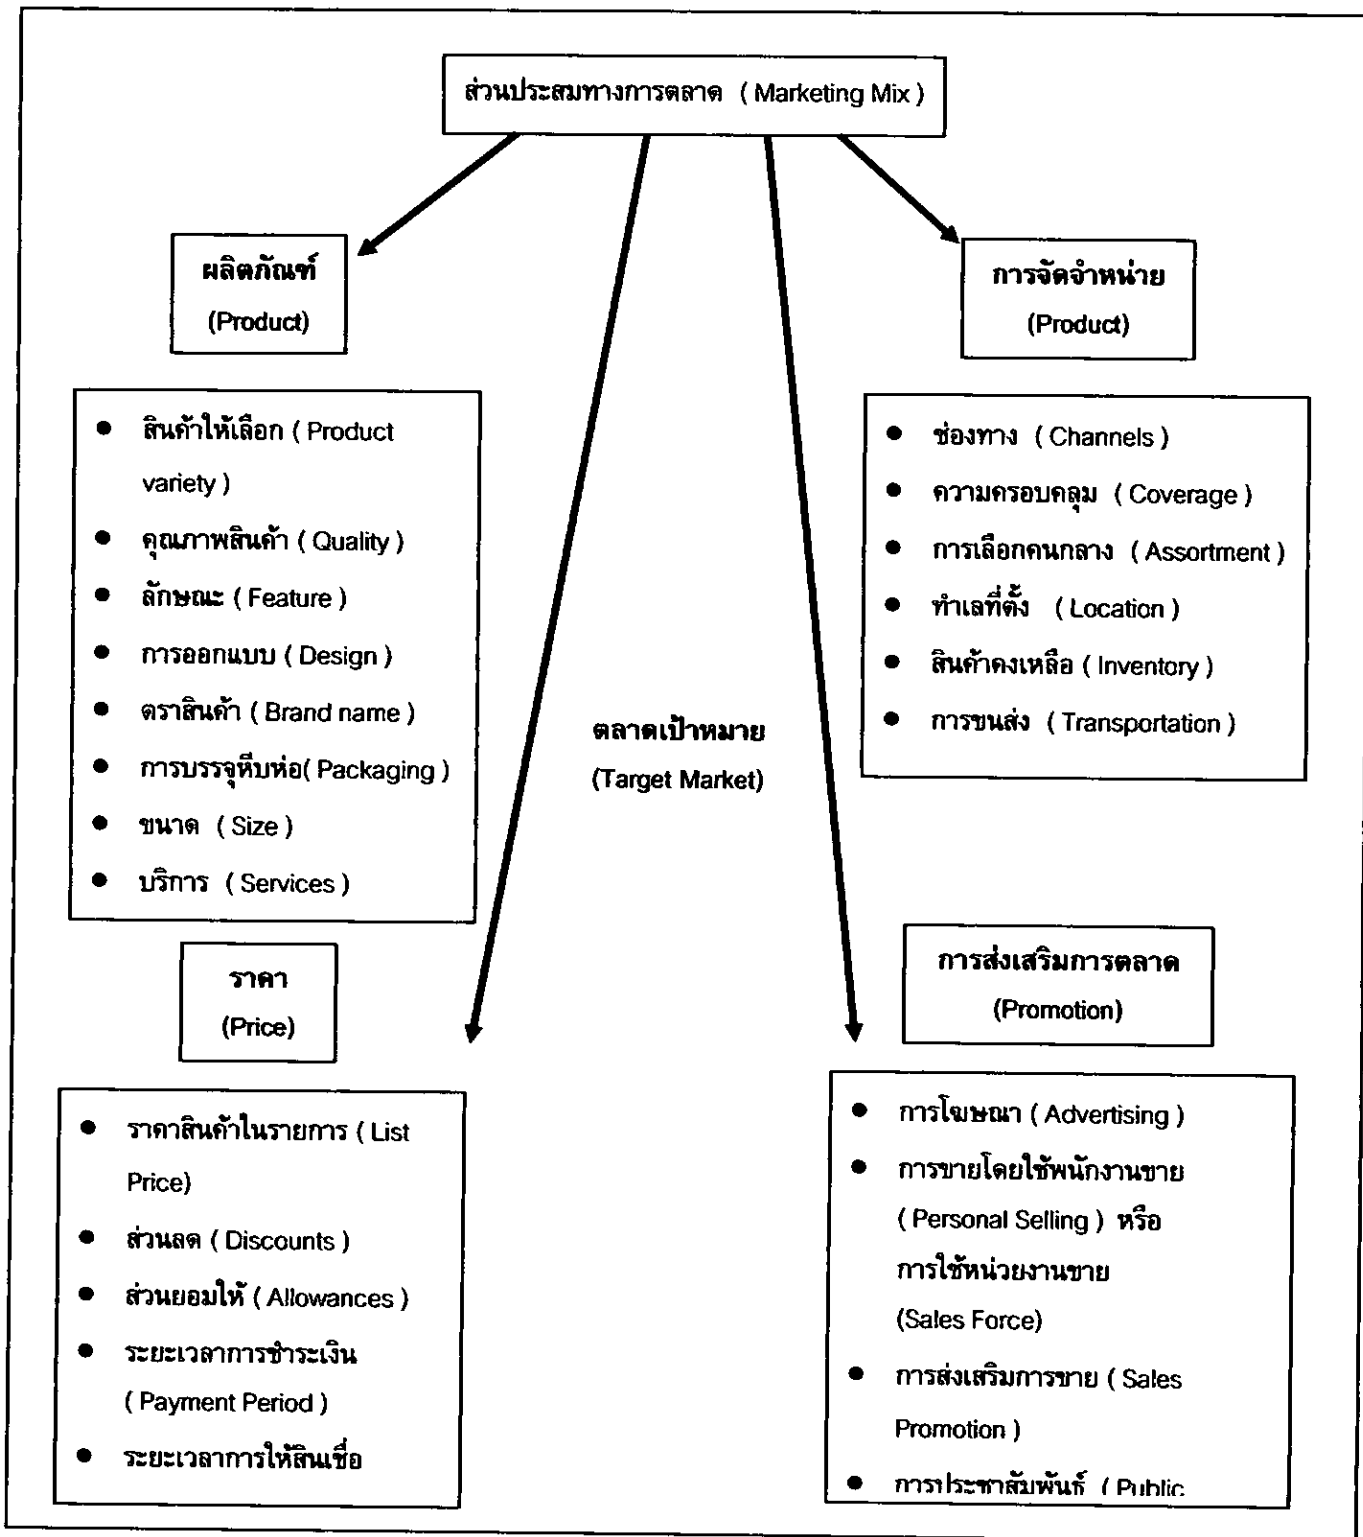 ส่วนประสมทางการตลาด ( Marketing Mix )
ผลิตภัณฑ์
(Product)
การจัดจำหน่าย
(Product)
● สินค้าให้เลือก ( Product
variety )
● คุณภาพสินค้า ( Quality )
● ลักษณะ ( Feature )
● การออกแบบ ( Design )
● ตราสินค้า ( Brand name )
● การบรรจุหีบห่อ( Packaging )
● ขนาด ( Size )
● บริการ ( Services )
● ช่องทาง ( Channels )
● ความครอบคลุม ( Coverage )
● การเลือกคนกลาง ( Assortment )
● ทำเลที่ตั้ง ( Location )
● สินค้าคงเหลือ ( Inventory )
● การขนส่ง ( Transportation )
ตลาดเป้าหมาย
(Target Market)
ราคา
(Price)
การส่งเสริมการตลาด
(Promotion)
● ราคาสินค้าในรายการ ( List
Price)
● ส่วนลด ( Discounts )
● ส่วนยอมให้ ( Allowances )
● ระยะเวลาการชำระเงิน
( Payment Period )
● ระยะเวลาการให้สินเชื่อ
● การโฆษณา ( Advertising )
● การขายโดยใช้พนักงานขาย
( Personal Selling ) หรือ
การใช้หน่วยงานขาย
(Sales Force)
● การส่งเสริมการขาย ( Sales
Promotion )
● การประชาสัมพันธ์ ( Public